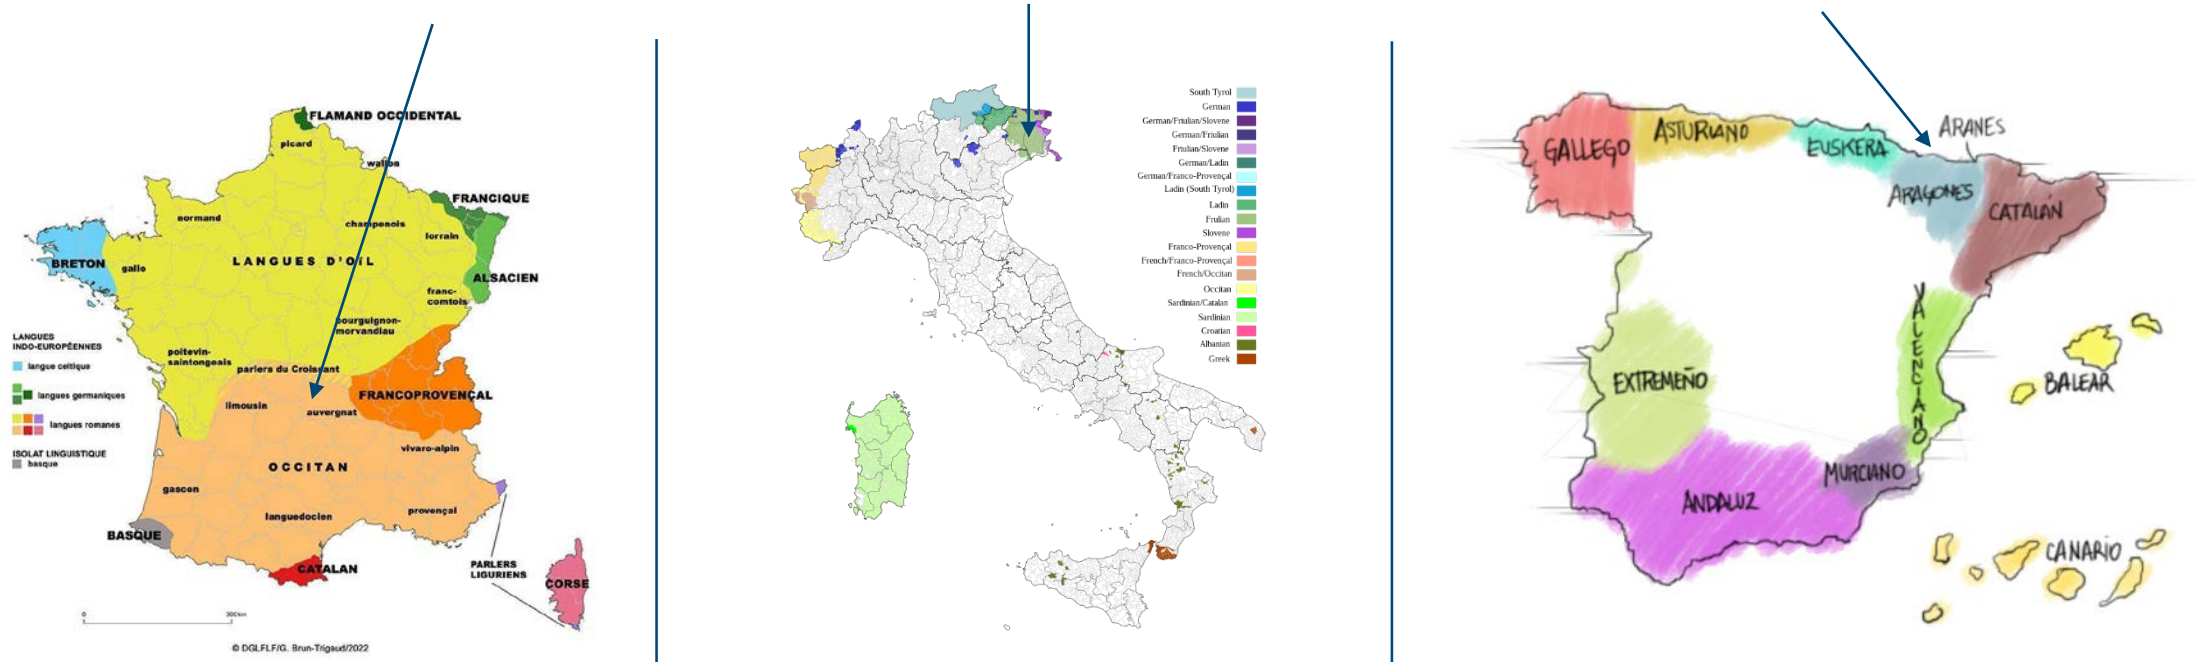 FLAMAND OCCIDENTAL
picard
wallon
FRANCIQUE
normand
champenois
lorrain
LANGUES D'OÏL
BRETON
gallo
ALSACIEN
franc-
comtois
bourguignon-
morvandiau
LANGUES
INDO-EUROPÉENNES
langue celtique
langues germaniques
langues romanes
ISOLAT LINGUISTIQUE
basque
poitevin-
saintongeais
parlers du Croissant
limousin
auvergnat
FRANCOPROVENÇAL
vivaro-alpin
OCCITAN
gascon
languedocien
provençal
BASQUE
CATALAN
PARLERS
LIGURIENS
CORSE
0
300km
© DGLFLF/G. Brun-Trigaud/2022
South Tyrol
German
German/Friulian/Slovene
German/Friulian
Friulian/Slovene
German/Ladin
German/Franco-Provençal
Ladin (South Tyrol)
Ladin
Frulian
Slovene
Franco-Provençal
French/Franco-Provençal
French/Occitan
Occitan
Sardinian/Catalan
Sardinian
Croatian
Albanian
Greek
GALLEGO
ASTURIANO
EUSKERA
ARANES
ARAGONES
CATALÁN
VALENCIANO
BALEAR
EXTREMEÑO
MURCIANO
ANDALUZ
CANARIO